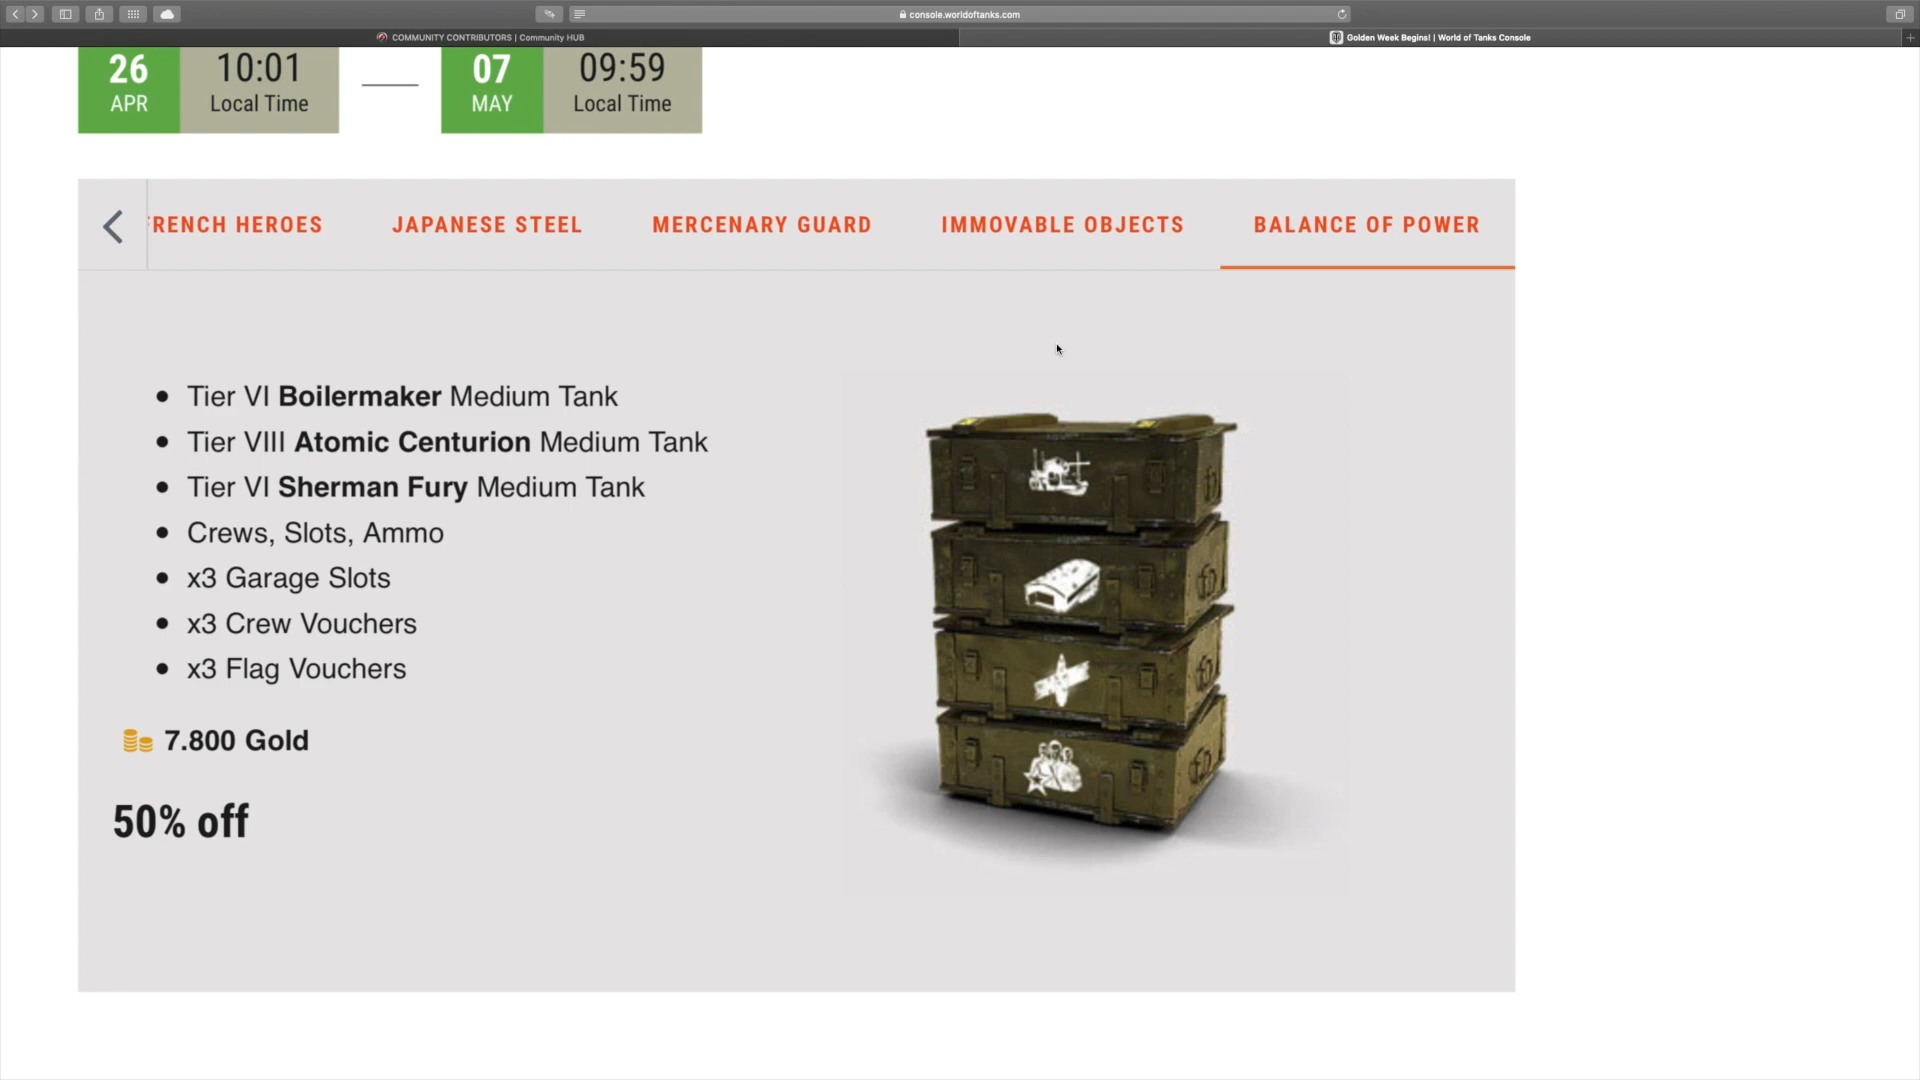 console.worldoftanks.com
COMMUNITY CONTRIBUTORS | Community HUB
Golden Week Begins! | World of Tanks Console
26 APR 10:01 Local Time
07 MAY 09:59 Local Time
RENCH HEROES JAPANESE STEEL MERCENARY GUARD IMMOVABLE OBJECTS BALANCE OF POWER
• Tier VI Boilermaker Medium Tank
• Tier VIII Atomic Centurion Medium Tank
• Tier VI Sherman Fury Medium Tank
• Crews, Slots, Ammo
• x3 Garage Slots
• x3 Crew Vouchers
• x3 Flag Vouchers
7.800 Gold
50% off